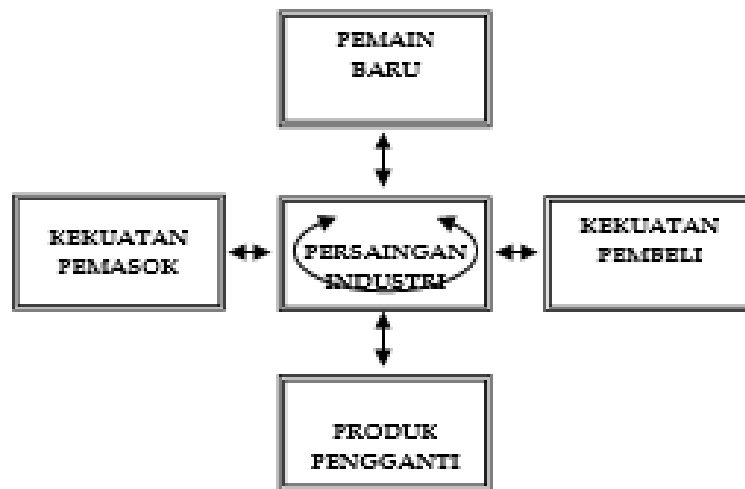 PEMAIN
BARU
KEKUATAN
PEMASOK
PERSAINGAN
INDUSTRI
KEKUATAN
PEMBELI
PRODUK
PENGGANTI